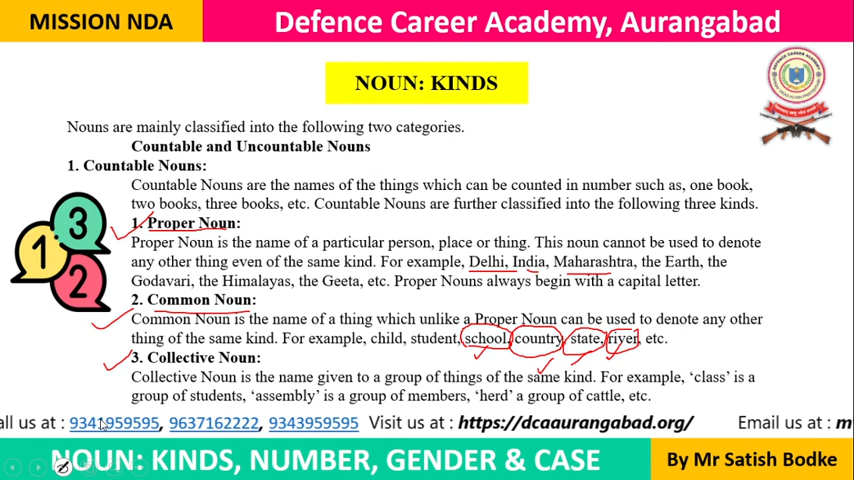 MISSION NDA
Defence Career Academy, Aurangabad
NOUN: KINDS
Nouns are mainly classified into the following two categories.
Countable and Uncountable Nouns
1. Countable Nouns:
Countable Nouns are the names of the things which can be counted in number such as, one book,
two books, three books, etc. Countable Nouns are further classified into the following three kinds.
1. Proper Noun:
Proper Noun is the name of a particular person, place or thing. This noun cannot be used to denote
any other thing even of the same kind. For example, Delhi, India, Maharashtra, the Earth, the
Godavari, the Himalayas, the Geeta, etc. Proper Nouns always begin with a capital letter.
2. Common Noun:
Common Noun is the name of a thing which unlike a Proper Noun can be used to denote any other
thing of the same kind. For example, child, student, school, country, state, river, etc.
3. Collective Noun:
Collective Noun is the name given to a group of things of the same kind. For example, ‘class’ is a
group of students, ‘assembly’ is a group of members, ‘herd’ a group of cattle, etc.
1
2
3
all us at : 9341959595, 9637162222, 9343959595 Visit us at : https://dcaaurangabad.org/ Email us at : m
NOUN: KINDS, NUMBER, GENDER & CASE
By Mr Satish Bodke